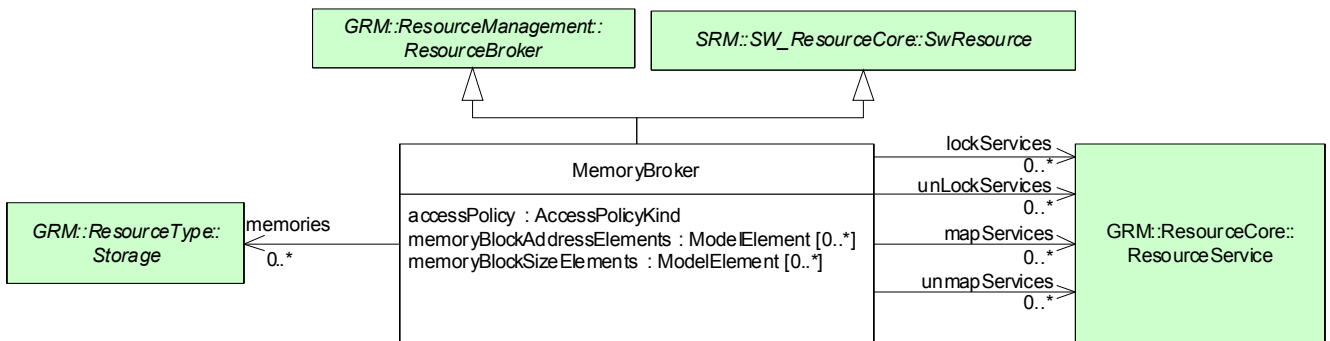 GRM::ResourceManagement::
ResourceBroker
SRM::SW_ResourceCore::SwResource
MemoryBroker
accessPolicy : AccessPolicyKind
memoryBlockAddressElements : ModelElement [0..*]
memoryBlockSizeElements : ModelElement [0..*]
GRM::ResourceType::
Storage
memories
0..*
lockServices
0..*
unLockServices
0..*
mapServices
0..*
unmapServices
0..*
GRM::ResourceCore::
ResourceService